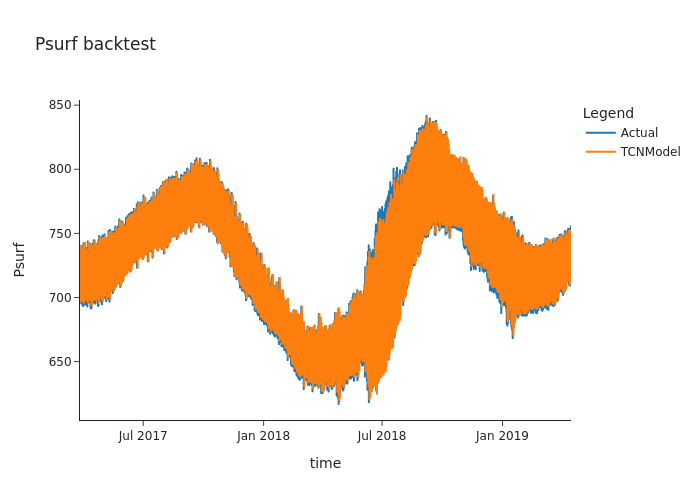 Psurf backtest
850
800
750
700
650
Psurf
Jul 2017
Jan 2018
Jul 2018
Jan 2019
time
Legend
Actual
TCNModel